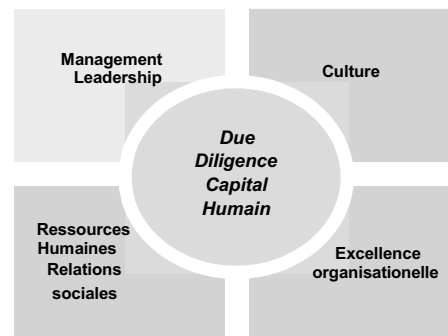 Management
Leadership
Culture
Due
Diligence
Capital
Humain
Ressources
Humaines
Relations
sociales
Excellence
organisationelle